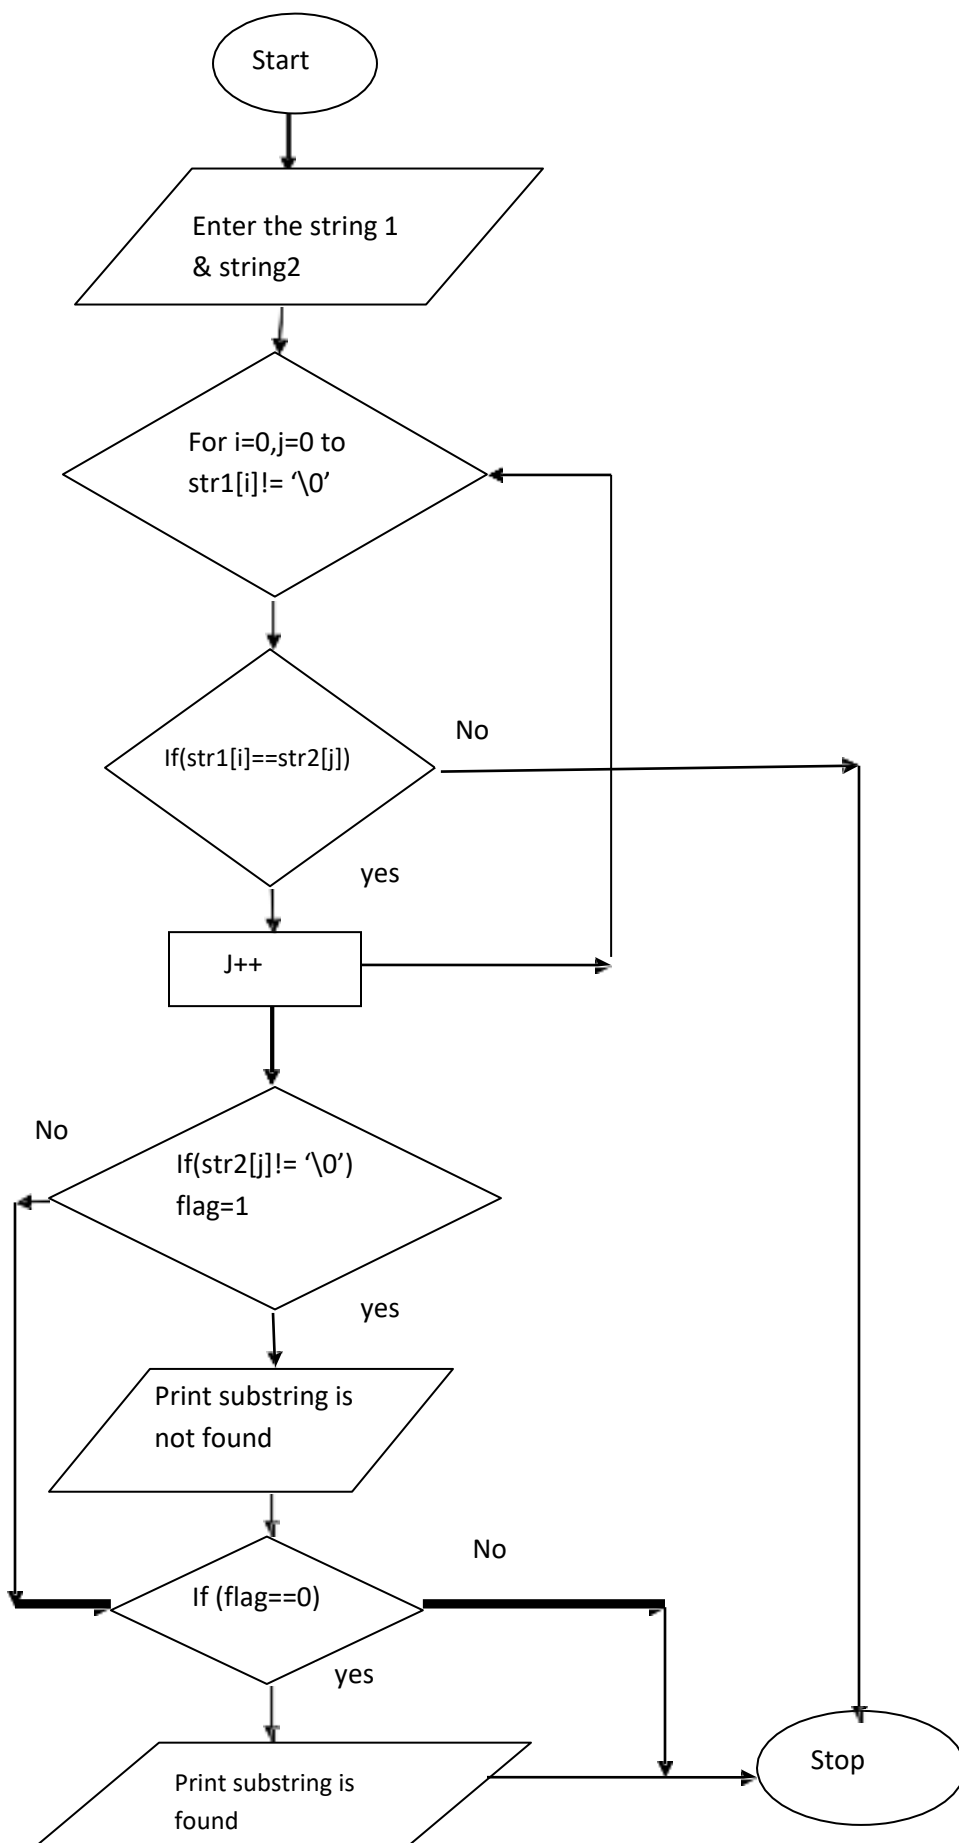 Start
Enter the string 1
& string2
For i=0,j=0 to
str1[i]!= ‘\0’
No
If(str1[i]==str2[j])
yes
J++
No
If(str2[j]!= ‘\0’)
flag=1
yes
Print substring is
not found
No
If (flag==0)
yes
Stop
Print substring is
found